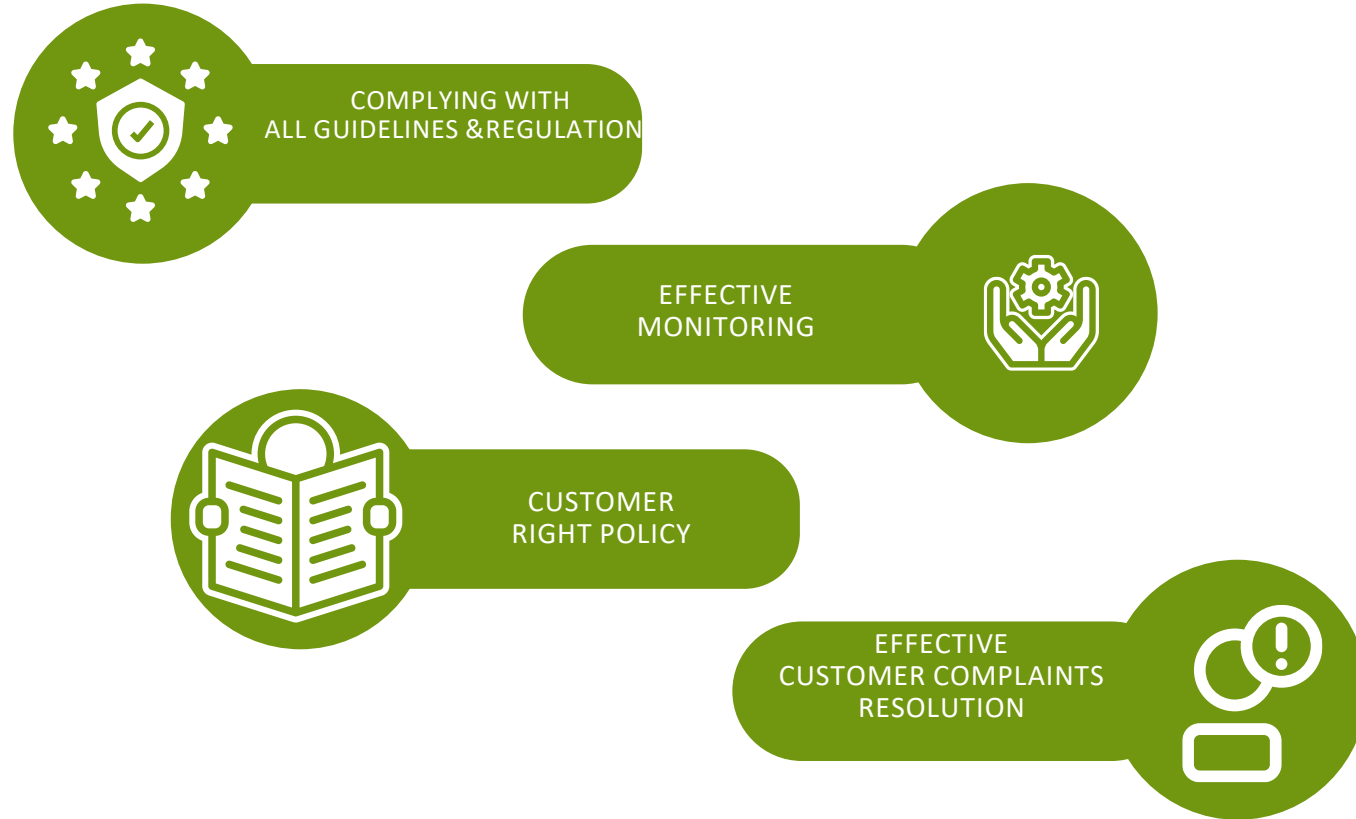 COMPLYING WITH
ALL GUIDELINES &REGULATION
EFFECTIVE
MONITORING
CUSTOMER
RIGHT POLICY
EFFECTIVE
CUSTOMER COMPLAINTS
RESOLUTION